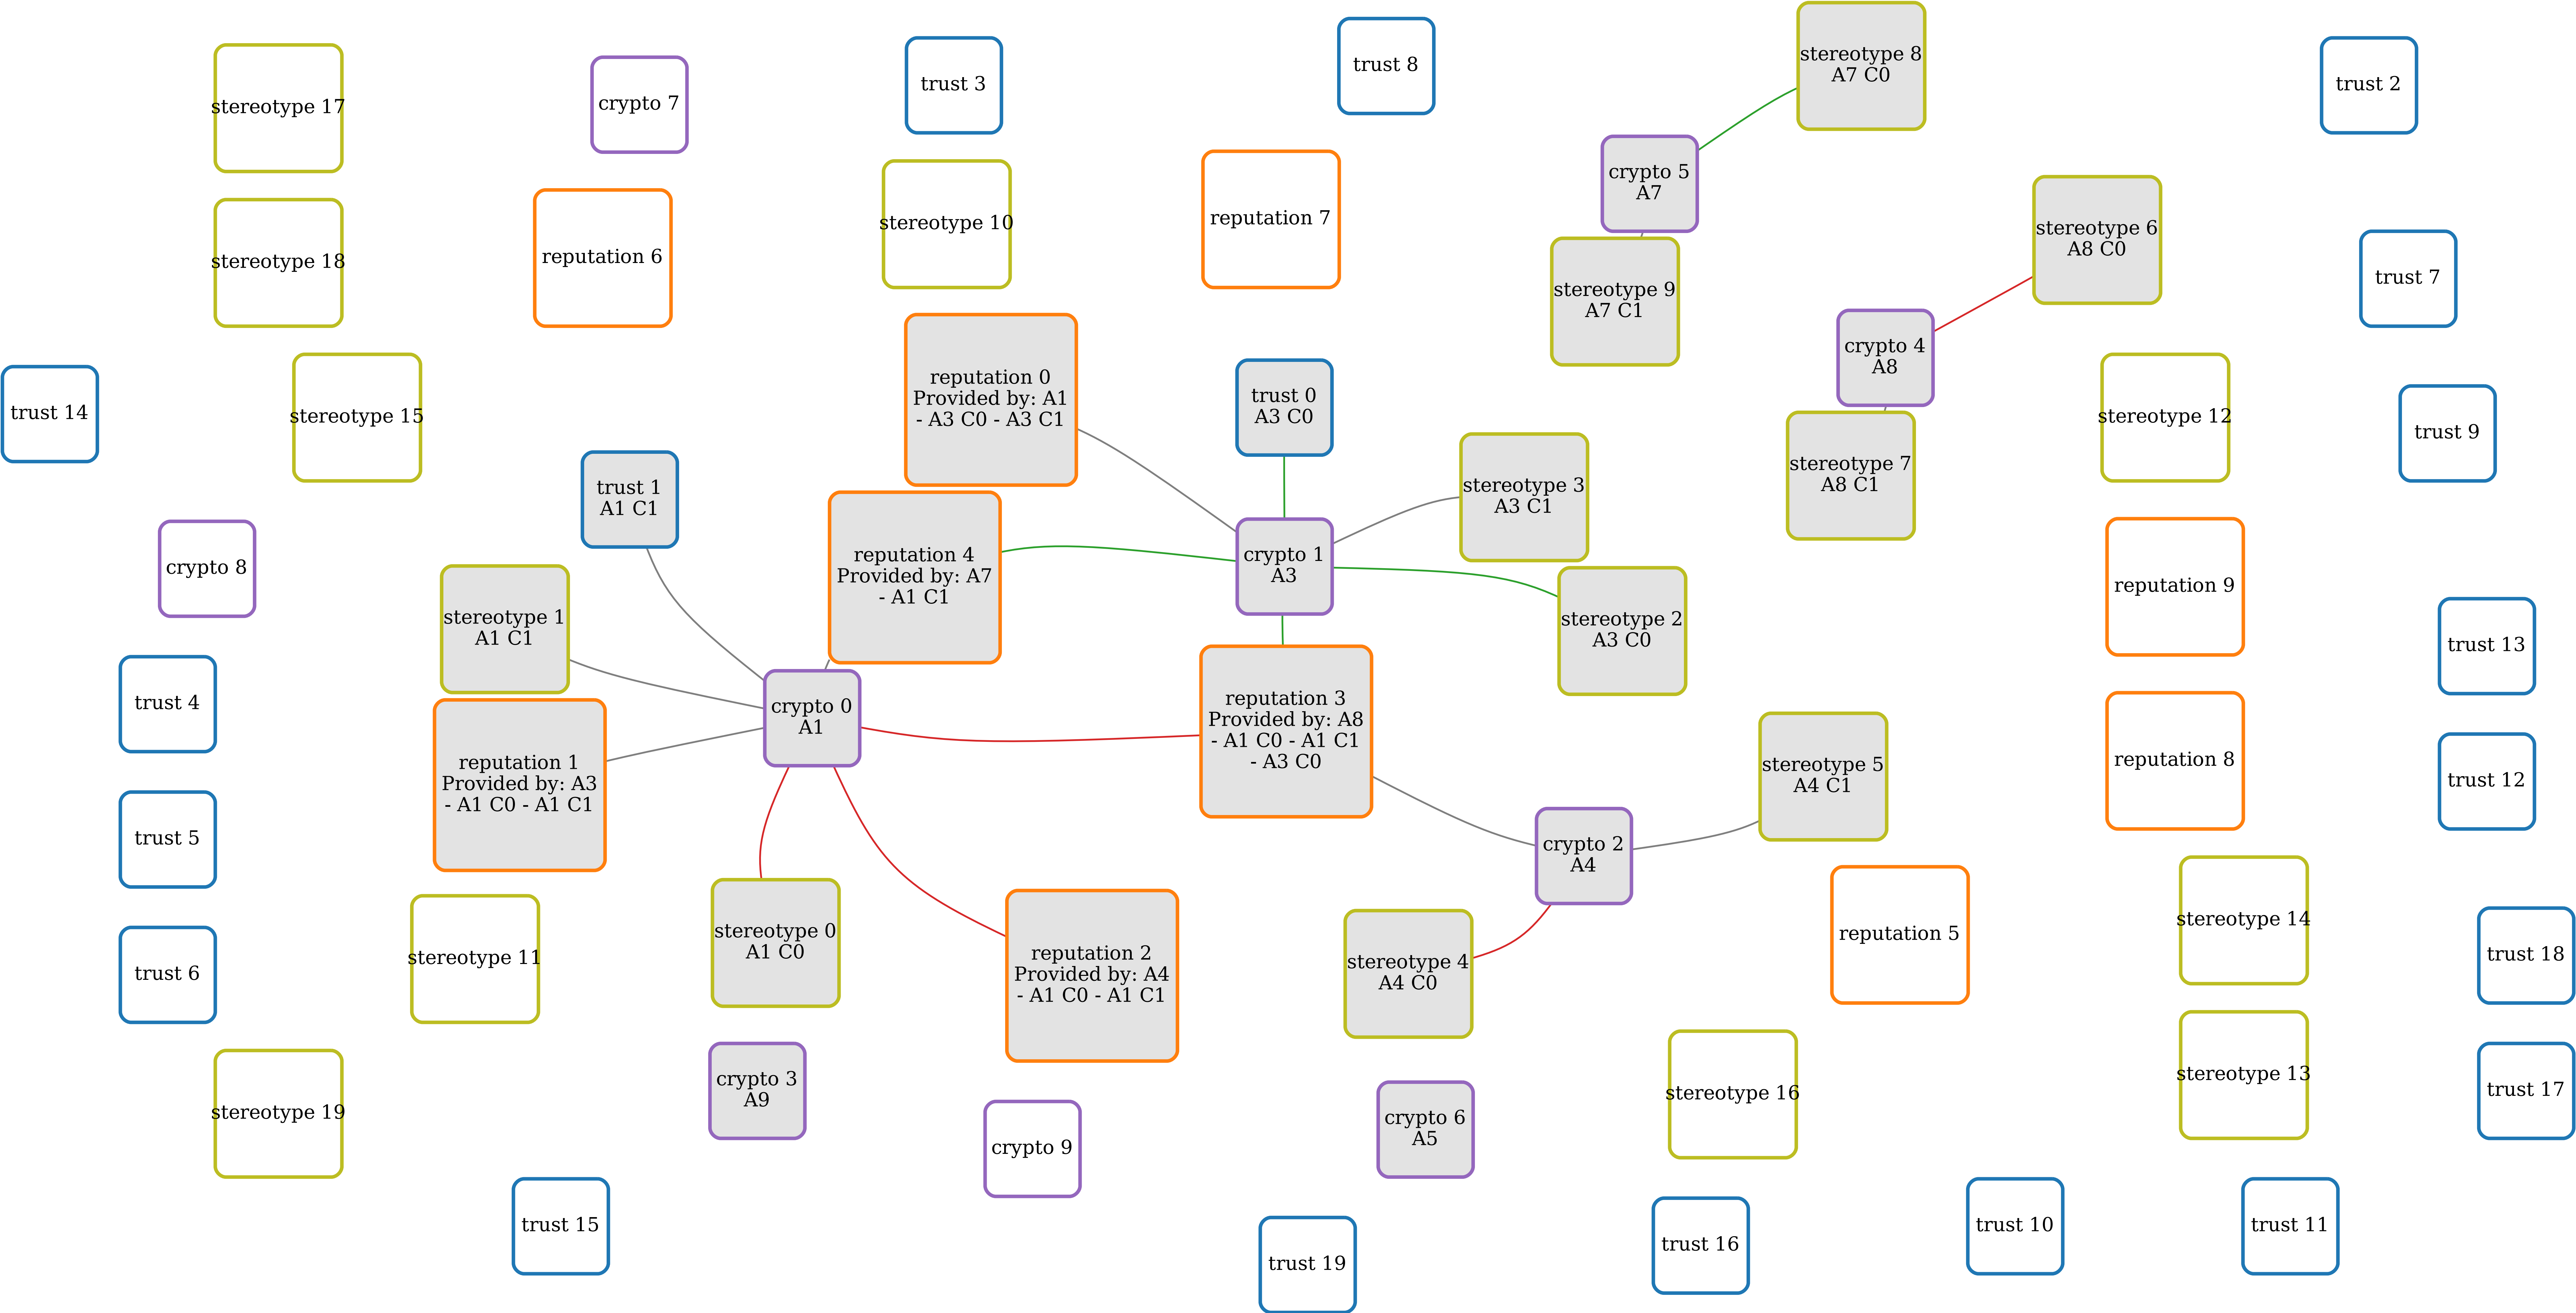 stereotype 8
A7 C0
trust 8
trust 3
trust 2
crypto 7
stereotype 17
crypto 5
A7
reputation 7
stereotype 10
stereotype 6
A8 C0
reputation 6
stereotype 18
trust 7
stereotype 9
A7 C1
crypto 4
A8
reputation 0
Provided by: A1
- A3 C0 - A3 C1
trust 0
A3 C0
trust 14
stereotype 15
stereotype 12
trust 9
stereotype 7
A8 C1
stereotype 3
A3 C1
trust 1
A1 C1
crypto 8
crypto 1
A3
reputation 4
Provided by: A7
- A1 C1
reputation 9
stereotype 1
A1 C1
stereotype 2
A3 C0
trust 13
trust 4
crypto 0
A1
reputation 3
Provided by: A8
- A1 C0 - A1 C1
- A3 C0
reputation 8
stereotype 5
A4 C1
trust 12
reputation 1
Provided by: A3
- A1 C0 - A1 C1
trust 5
crypto 2
A4
stereotype 14
reputation 5
stereotype 0
A1 C0
stereotype 11
trust 6
reputation 2
Provided by: A4
- A1 C0 - A1 C1
stereotype 4
A4 C0
trust 18
stereotype 13
crypto 3
A9
stereotype 16
trust 17
stereotype 19
crypto 6
A5
crypto 9
trust 15
trust 10
trust 11
trust 16
trust 19